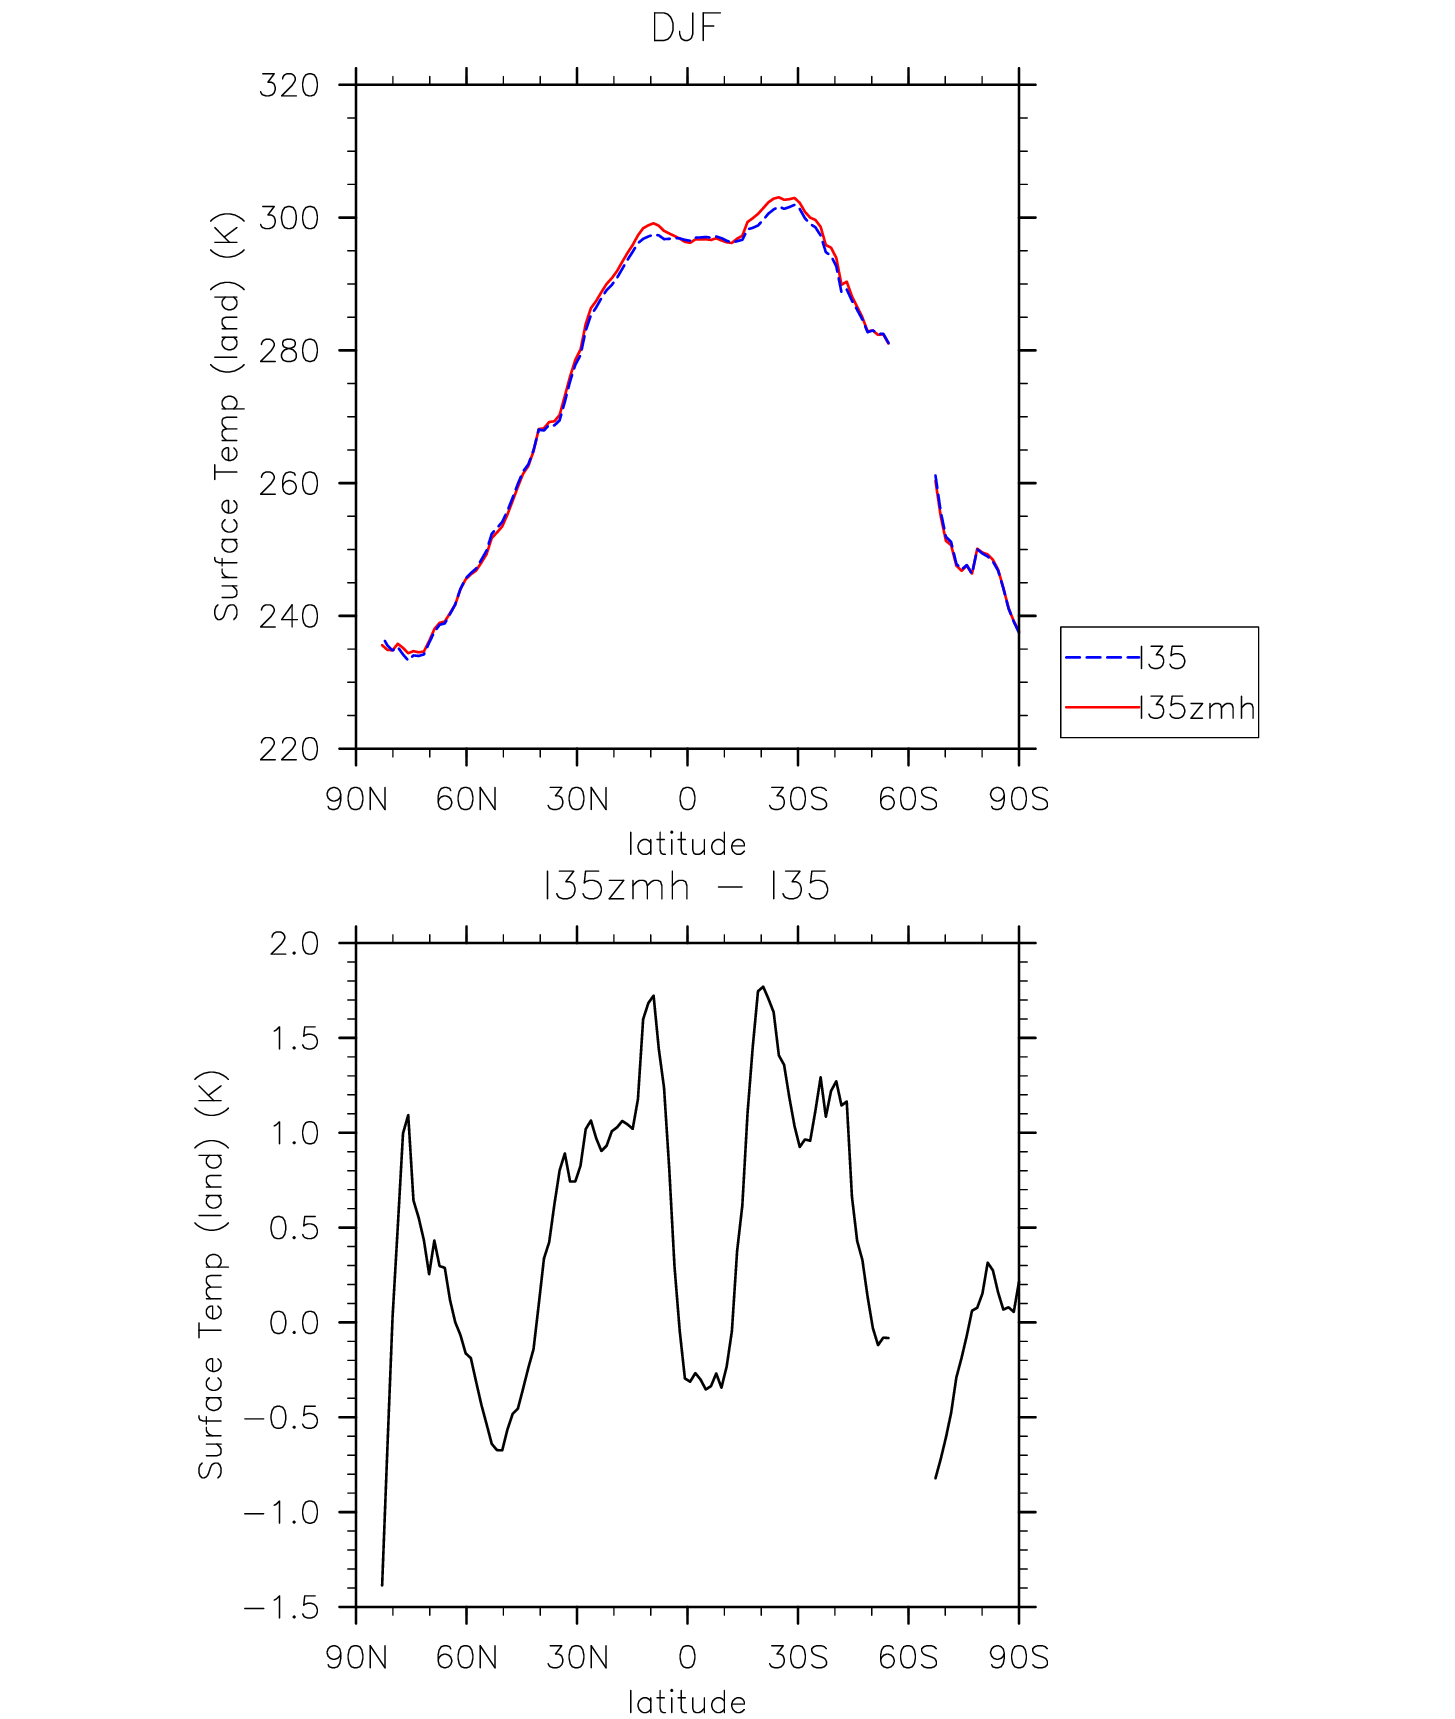 DJF
320
300
280
260
240
220
Surface Temp (land) (K)
90N 60N 30N 0 30S 60S 90S
latitude
I35
I35zmh
I35zmh − I35
2.0
1.5
1.0
0.5
0.0
−0.5
−1.0
−1.5
Surface Temp (land) (K)
90N 60N 30N 0 30S 60S 90S
latitude